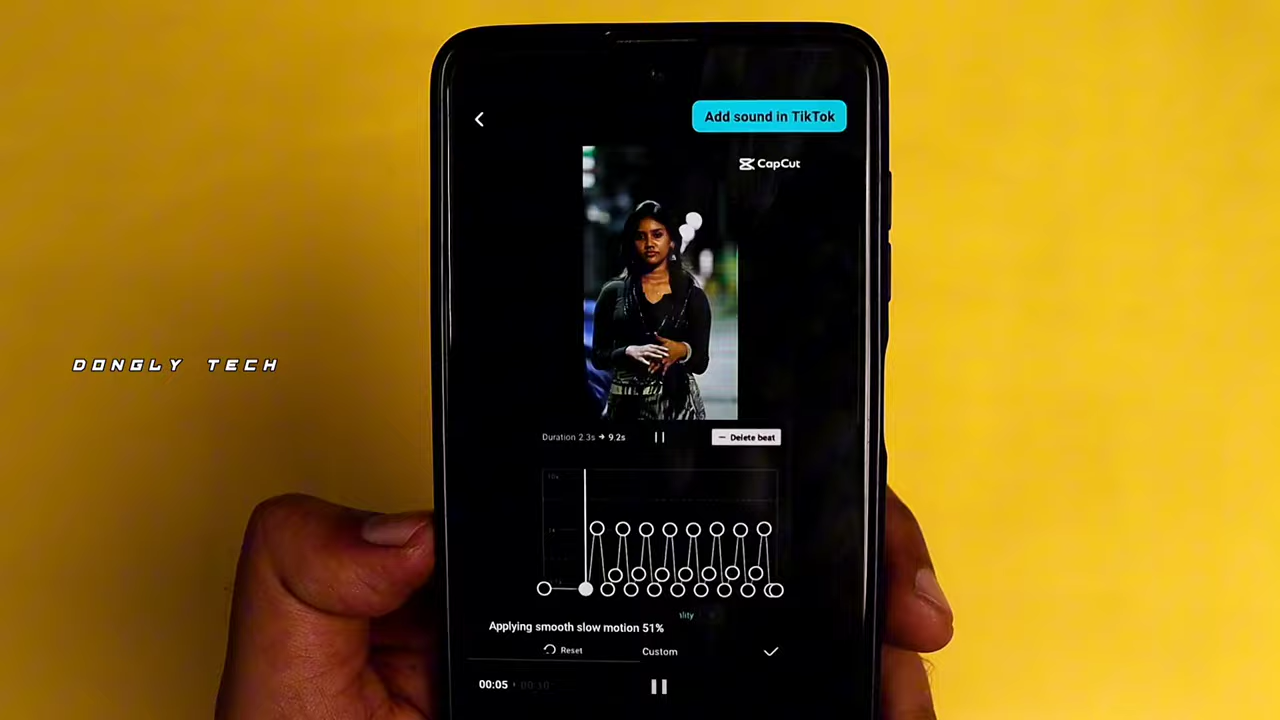 Add sound in TikTok
CapCut
DONGLY TECH
Duration 2.3s → 9.2s
— Delete beat
10x
Applying smooth slow motion 51%
Reset
Custom
00:05